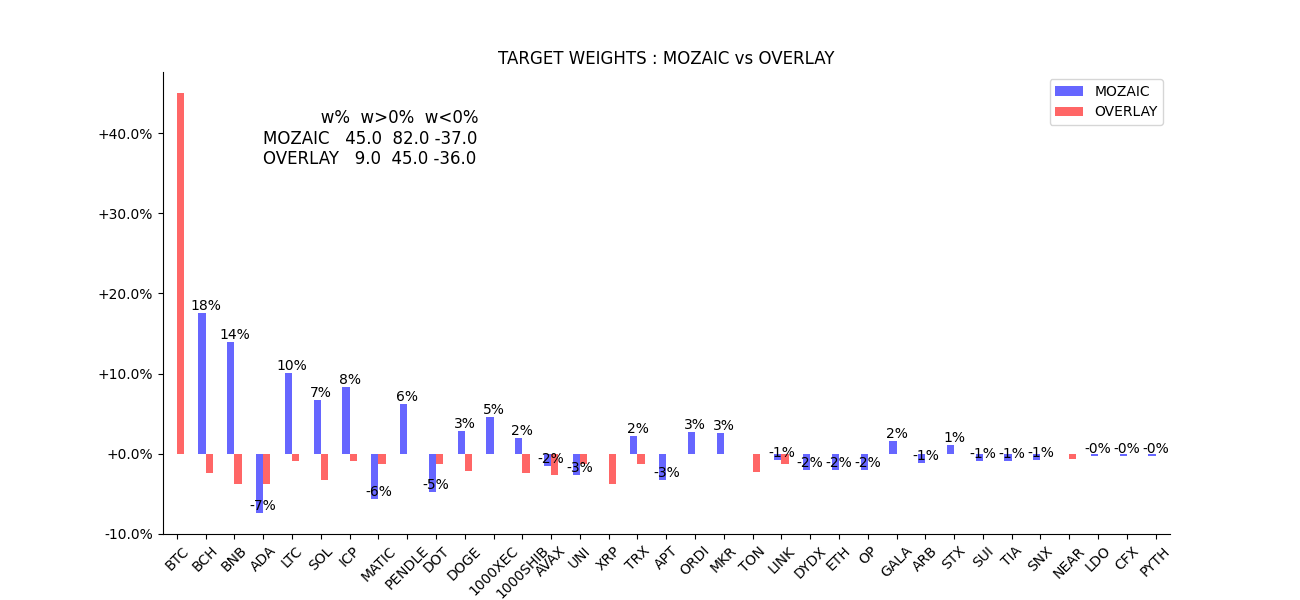 TARGET WEIGHTS : MOZAIC vs OVERLAY
MOZAIC
OVERLAY
w%  w>0%  w<0%
MOZAIC   45.0  82.0 -37.0
OVERLAY   9.0  45.0 -36.0
+40.0%
+30.0%
+20.0%
+10.0%
+0.0%
-10.0%
18%
14%
-7%
10%
7%
8%
-6%
6%
-5%
3%
5%
2%
-2%
-3%
2%
-3%
3%
3%
-1%
-2%
-2%
-2%
2%
-1%
1%
-1%
-1%
-1%
-0%
-0%
-0%
BTC
BCH
BNB
ADA
LTC
SOL
ICP
MATIC
PENDLE
DOT
DOGE
1000XEC
1000SHIB
AVAX
UNI
XRP
TRX
APT
ORDI
MKR
TON
LINK
DYDX
ETH
OP
GALA
ARB
STX
SUI
TIA
SNX
NEAR
LDO
CFX
PYTH